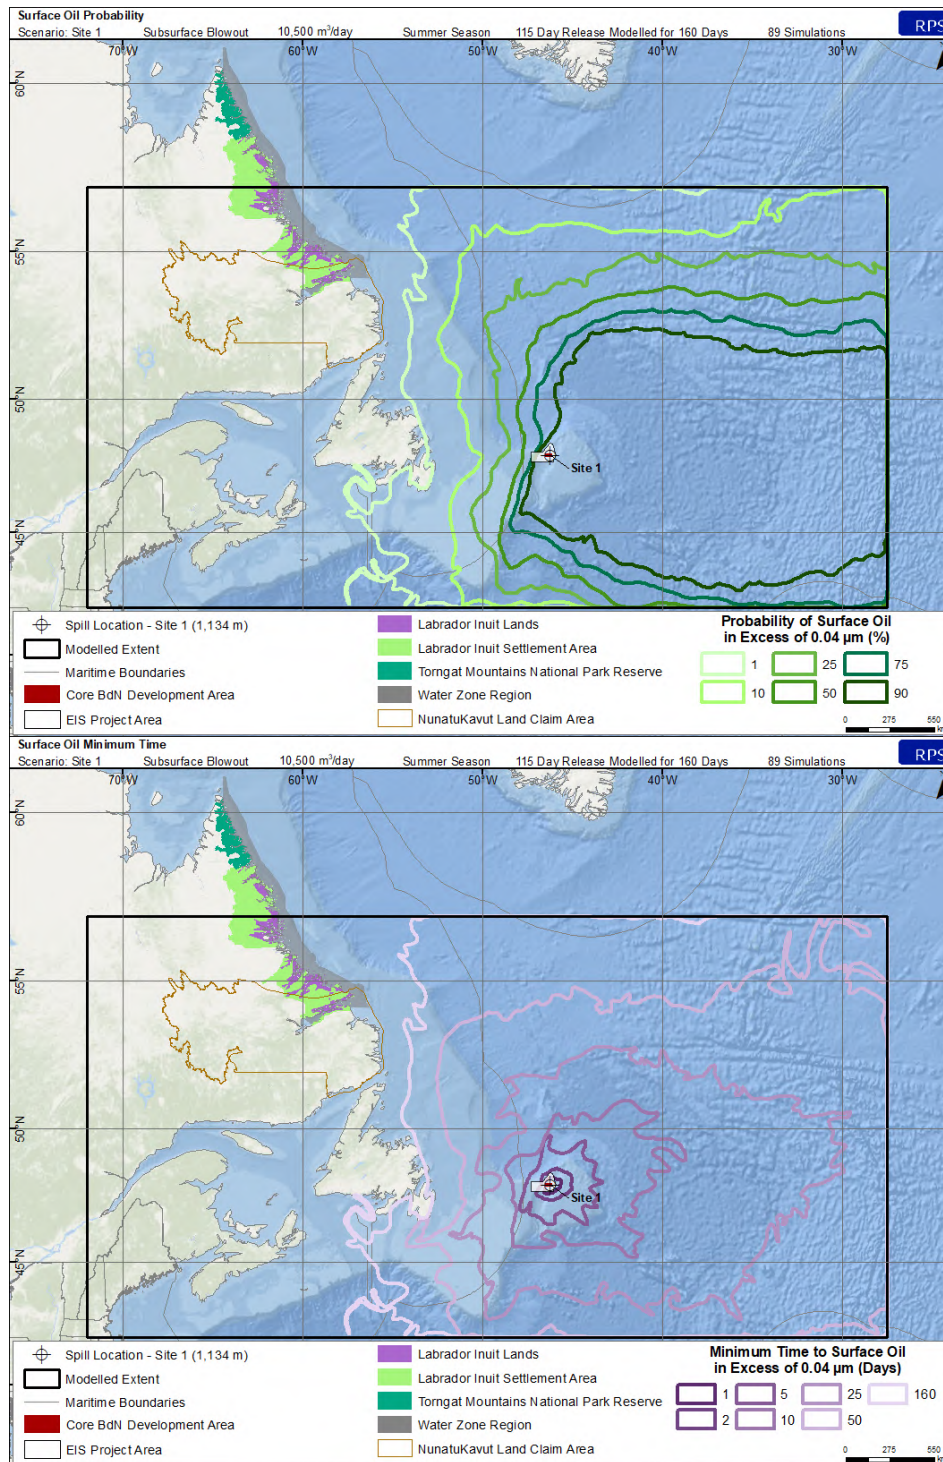 Surface Oil Probability
Scenario: Site 1 Subsurface Blowout 10,500 m³/day Summer Season 115 Day Release Modelled for 160 Days 89 Simulations
RPS
70°W 60°W 50°W 40°W 30°W
60°N
55°N
50°N
Site 1
45°N
Spill Location - Site 1 (1,134 m)
Modelled Extent
Maritime Boundaries
Core BdN Development Area
EIS Project Area
Labrador Inuit Lands
Labrador Inuit Settlement Area
Torngat Mountains National Park Reserve
Water Zone Region
NunatuKavut Land Claim Area
Probability of Surface Oil
in Excess of 0.04 µm (%)
1 25 75
10 50 90
0 275 550
km
Surface Oil Minimum Time
Scenario: Site 1 Subsurface Blowout 10,500 m³/day Summer Season 115 Day Release Modelled for 160 Days 89 Simulations
RPS
70°W 60°W 50°W 40°W 30°W
60°N
55°N
50°N
Site 1
45°N
Spill Location - Site 1 (1,134 m)
Modelled Extent
Maritime Boundaries
Core BdN Development Area
EIS Project Area
Labrador Inuit Lands
Labrador Inuit Settlement Area
Torngat Mountains National Park Reserve
Water Zone Region
NunatuKavut Land Claim Area
Minimum Time to Surface Oil
in Excess of 0.04 µm (Days)
1 5 25 160
2 10 50
0 275 550
km